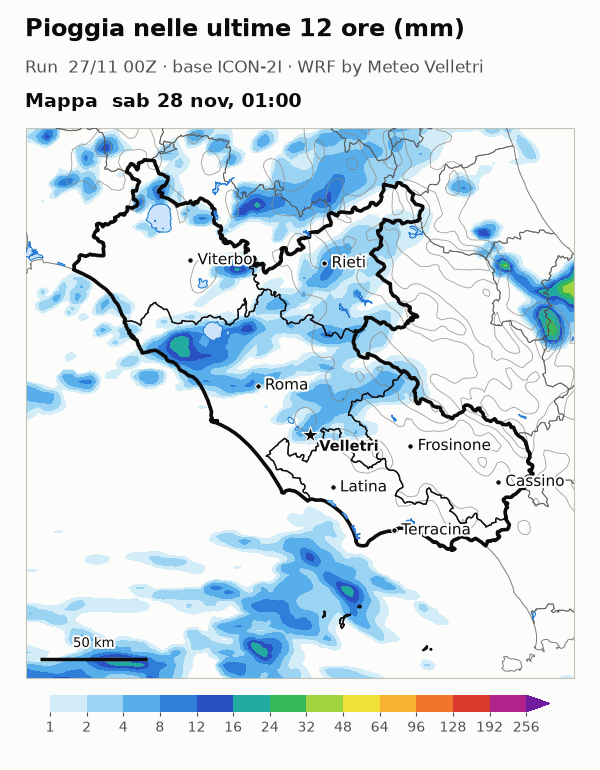 Pioggia nelle ultime 12 ore (mm)
Run 27/11 00Z · base ICON-2I · WRF by Meteo Velletri
Mappa sab 28 nov, 01:00
Viterbo
Rieti
Roma
Velletri
Frosinone
Latina
Cassino
Terracina
50 km
1 2 4 8 12 16 24 32 48 64 96 128 192 256